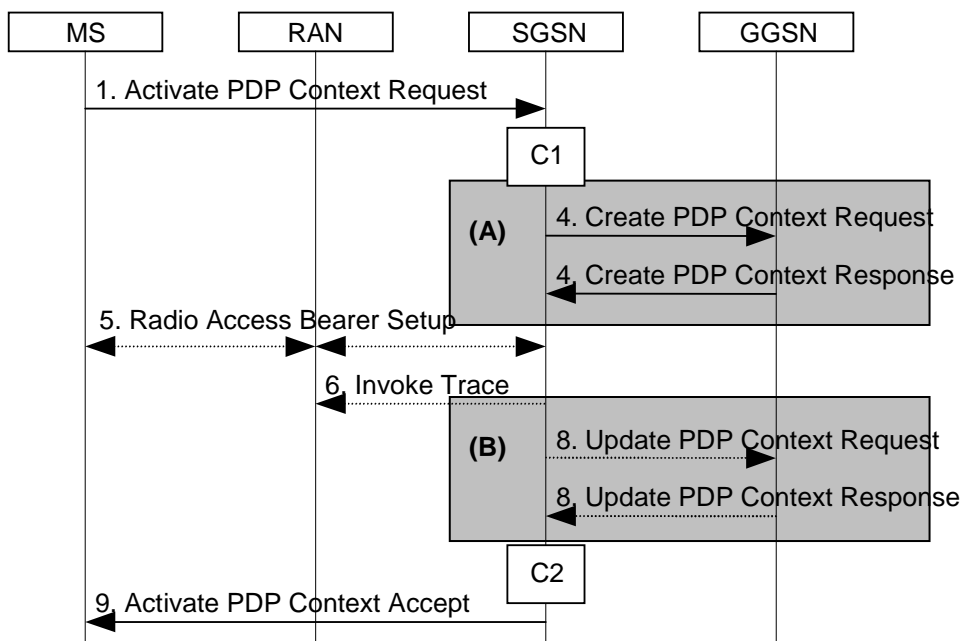 MS
RAN
SGSN
GGSN
1. Activate PDP Context Request
C1
(A)
4. Create PDP Context Request
4. Create PDP Context Response
5. Radio Access Bearer Setup
6. Invoke Trace
(B)
8. Update PDP Context Request
8. Update PDP Context Response
C2
9. Activate PDP Context Accept